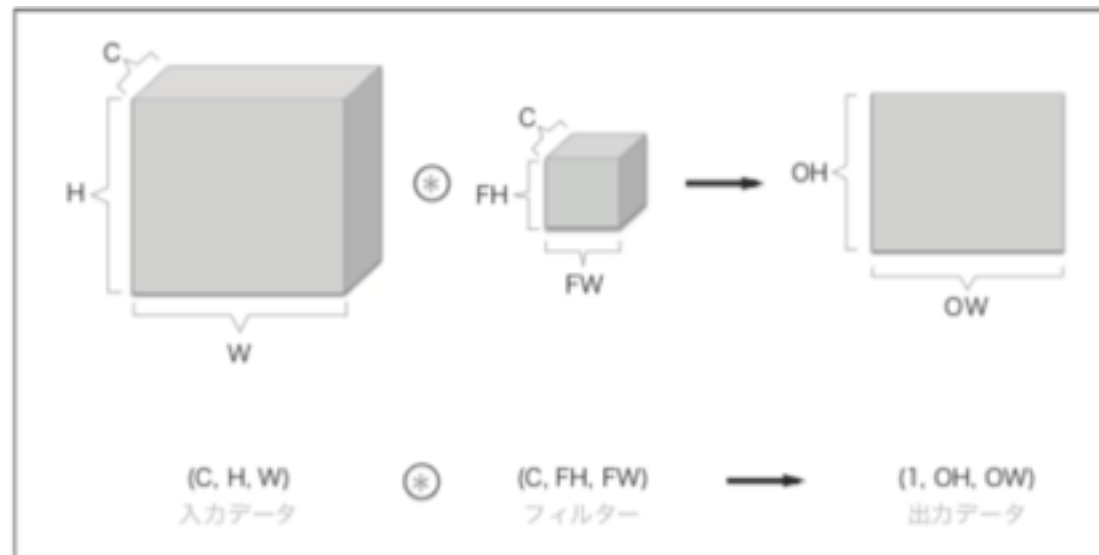 C
H
W
⊛
C
FH
FW
OH
OW
(C, H, W) ⊛ (C, FH, FW) → (1, OH, OW)
入力データ フィルター 出力データ